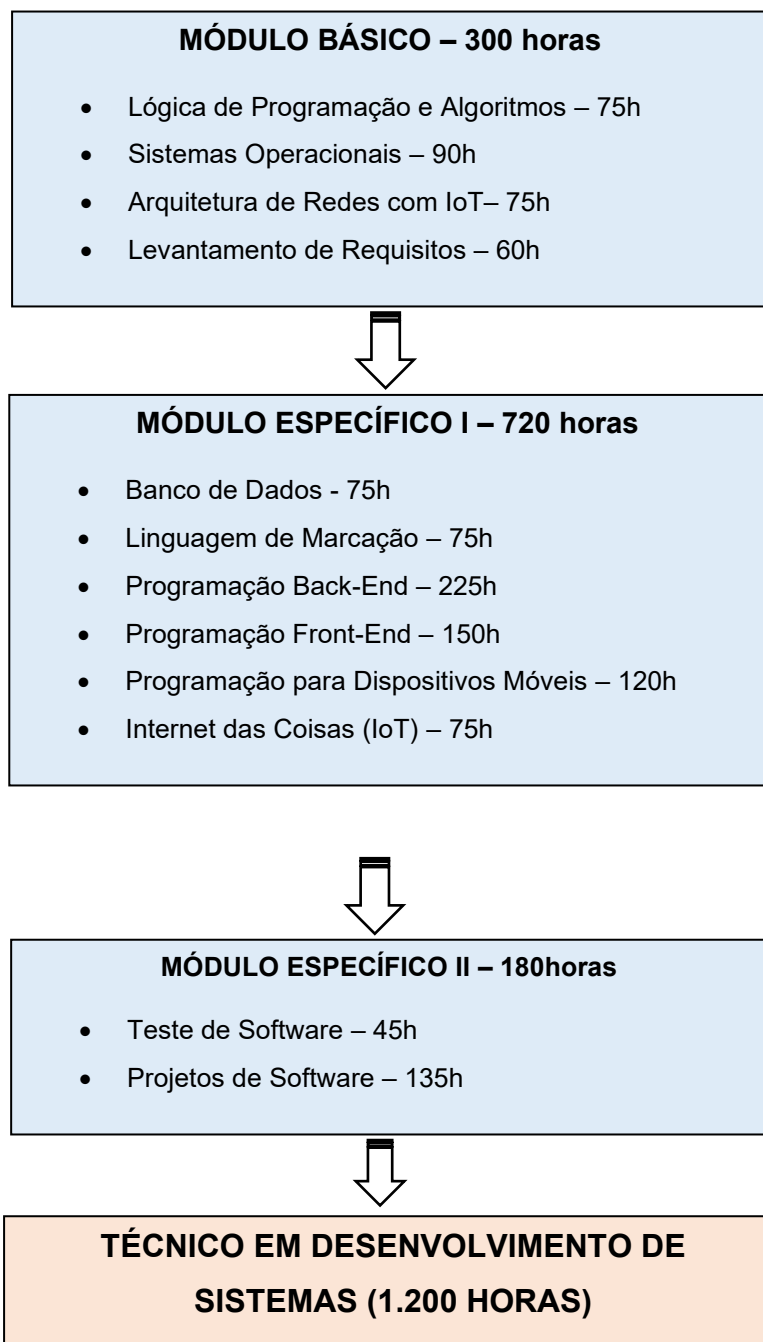 MÓDULO BÁSICO – 300 horas
• Lógica de Programação e Algoritmos – 75h
• Sistemas Operacionais – 90h
• Arquitetura de Redes com IoT– 75h
• Levantamento de Requisitos – 60h
MÓDULO ESPECÍFICO I – 720 horas
• Banco de Dados - 75h
• Linguagem de Marcação – 75h
• Programação Back-End – 225h
• Programação Front-End – 150h
• Programação para Dispositivos Móveis – 120h
• Internet das Coisas (IoT) – 75h
MÓDULO ESPECÍFICO II – 180horas
• Teste de Software – 45h
• Projetos de Software – 135h
TÉCNICO EM DESENVOLVIMENTO DE
SISTEMAS (1.200 HORAS)